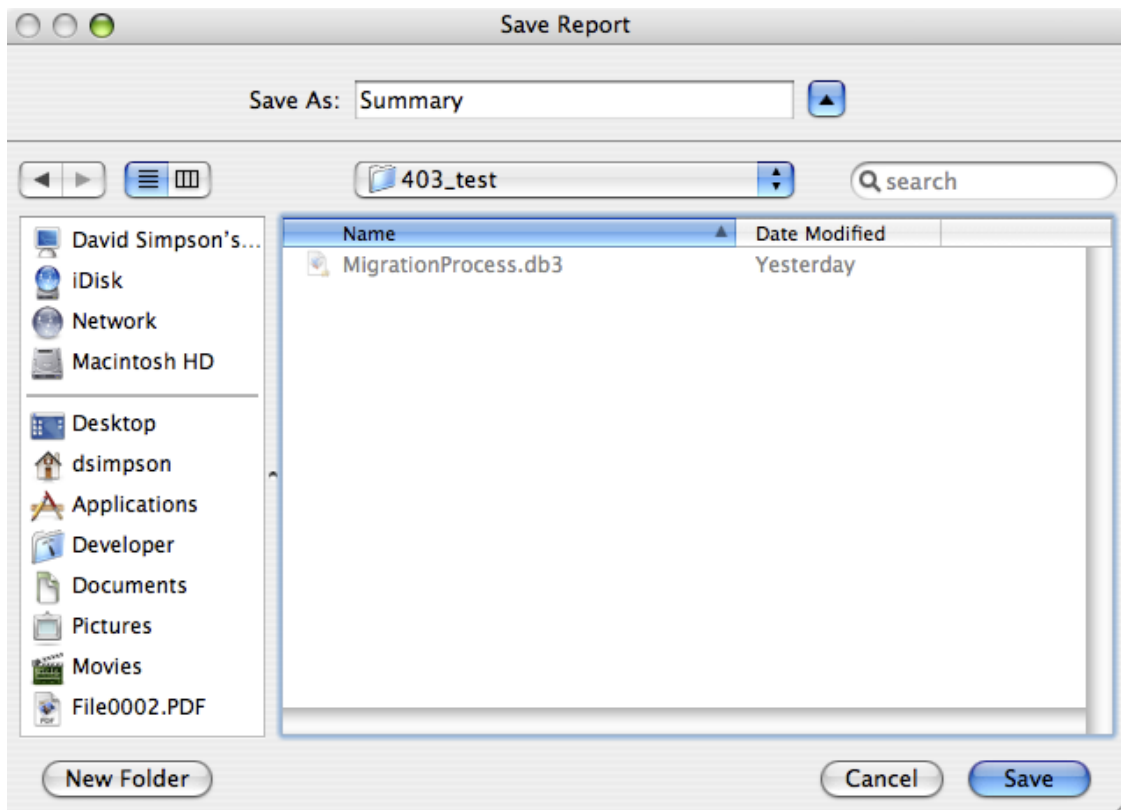 Save Report
Save As: Summary
403_test
search
David Simpson's...
iDisk
Network
Macintosh HD
Desktop
dsimpson
Applications
Developer
Documents
Pictures
Movies
File0002.PDF
Name Date Modified
MigrationProcess.db3 Yesterday
New Folder Cancel Save